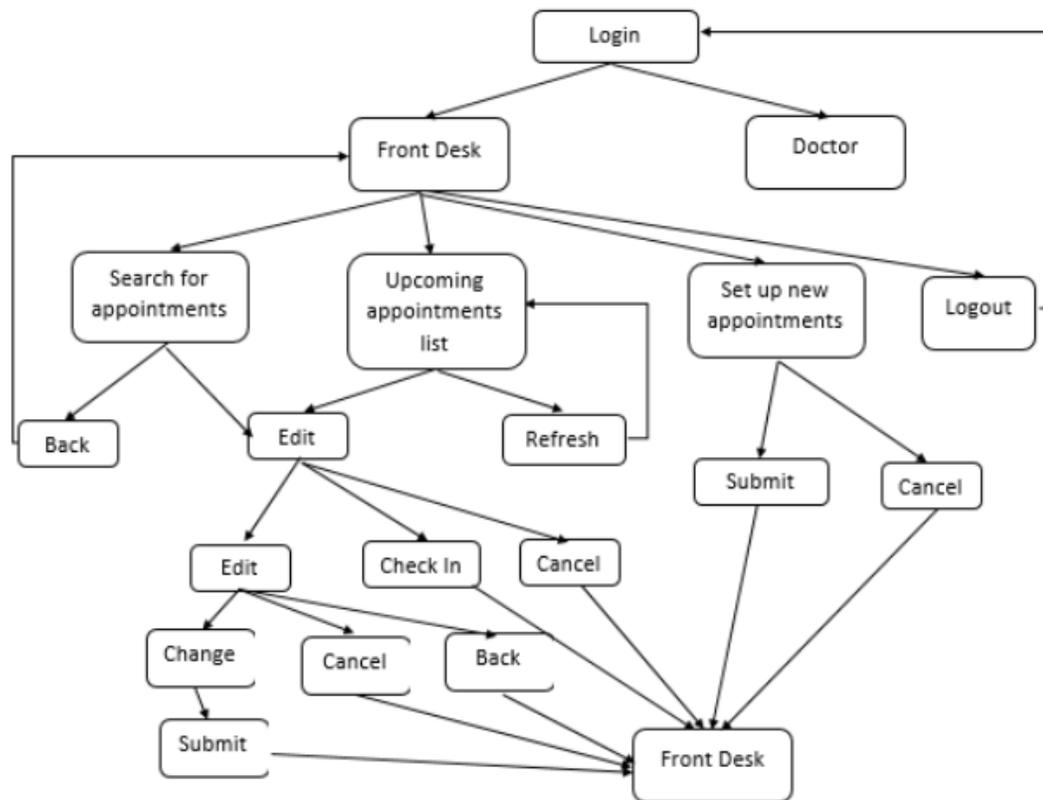 Login
Front Desk
Doctor
Search for
appointments
Upcoming
appointments
list
Set up new
appointments
Logout
Back
Edit
Refresh
Submit
Cancel
Edit
Check In
Cancel
Change
Cancel
Back
Submit
Front Desk